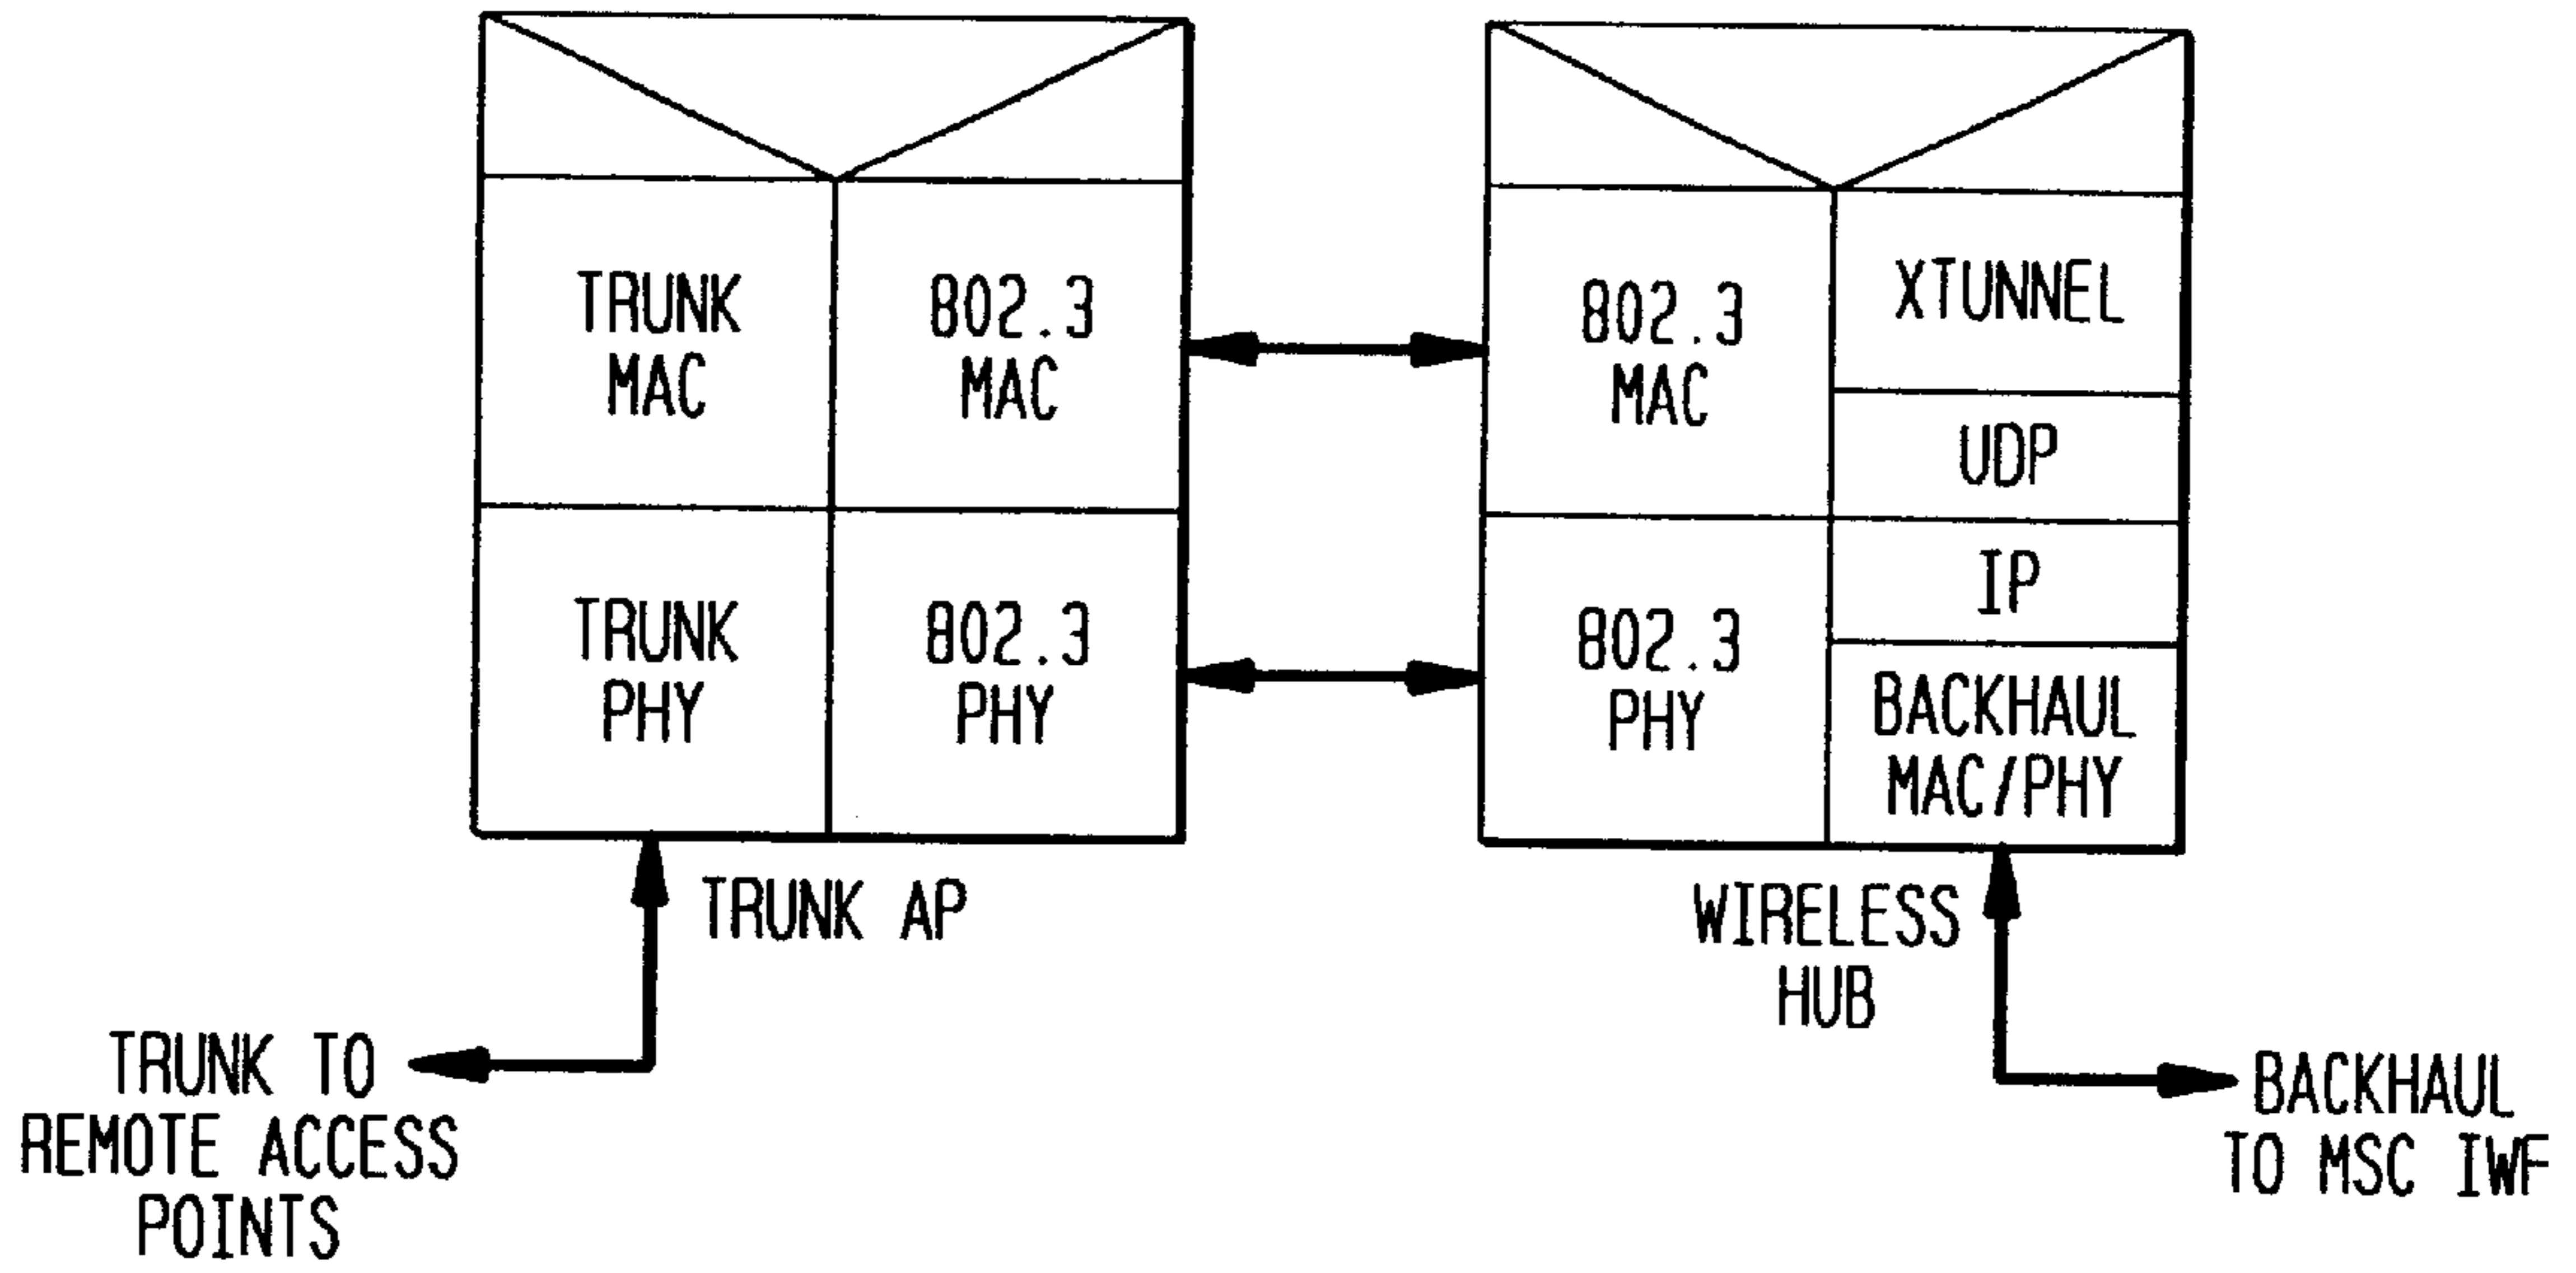 TRUNK
MAC
802.3
MAC
TRUNK
PHY
802.3
PHY
802.3
MAC
XTUNNEL
UDP
802.3
PHY
IP
BACKHAUL
MAC/PHY
TRUNK AP
WIRELESS
HUB
TRUNK TO
REMOTE ACCESS
POINTS
BACKHAUL
TO MSC IWF